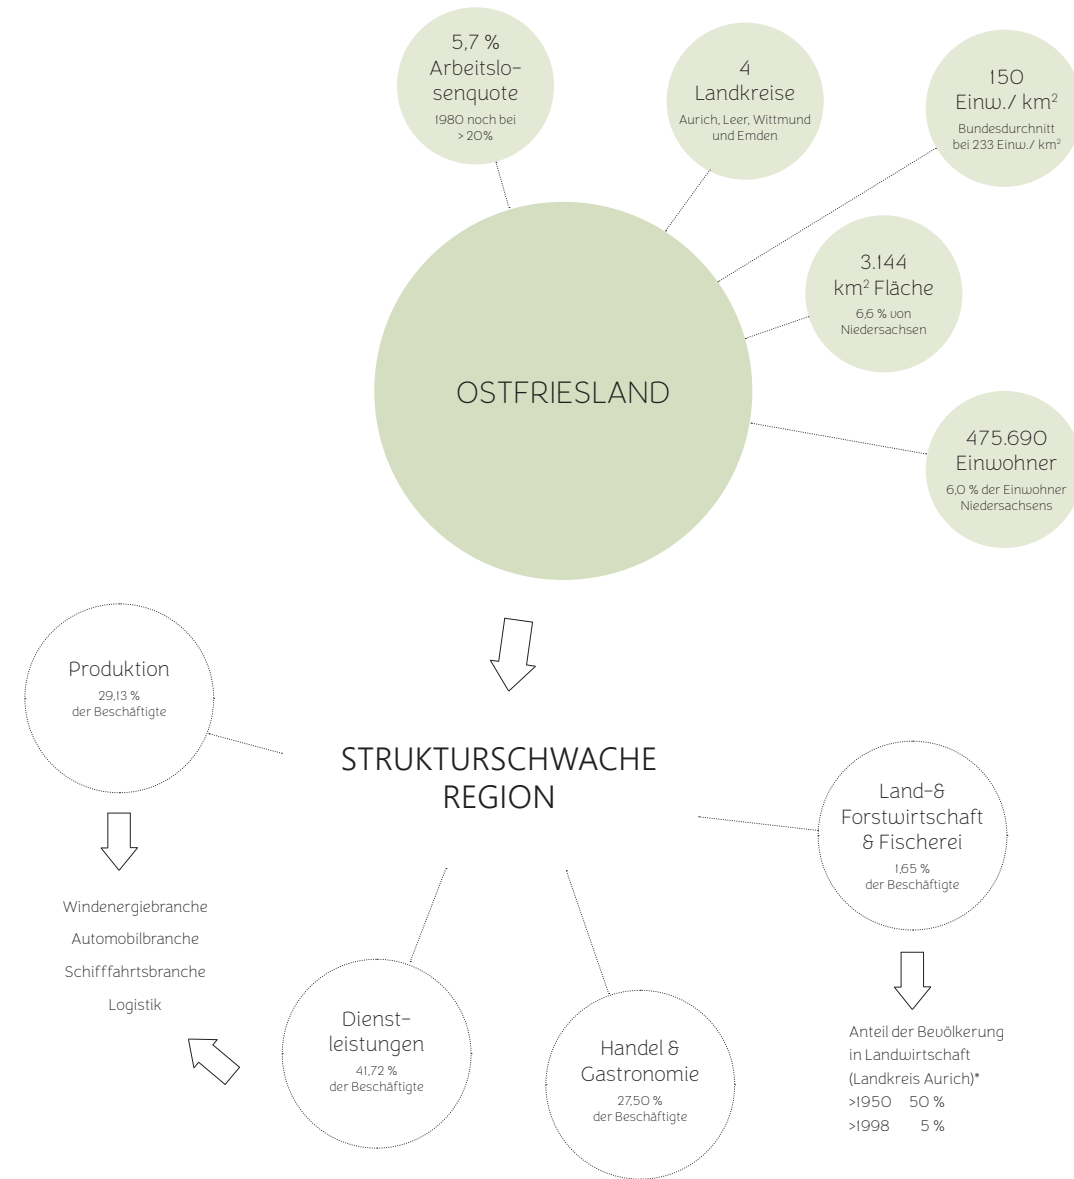 5,7 %
Arbeitslo-
senquote
1980 noch bei
> 20%
4
Landkreise
Aurich, Leer, Wittmund
und Emden
150
Einw./ km²
Bundesdurchnitt
bei 233 Einw./ km²
3.144
km² Fläche
6,6 % von
Niedersachsen
OSTFRIESLAND
475.690
Einwohner
6,0 % der Einwohner
Niedersachsens
Produktion
29,13 %
der Beschäftigte
STRUKTURSCHWACHE
REGION
Land-&
Forstwirtschaft
& Fischerei
1,65 %
der Beschäftigte
Windenergiebranche
Automobilbranche
Schifffahrtsbranche
Logistik
Dienst-
leistungen
41,72 %
der Beschäftigte
Handel &
Gastronomie
27,50 %
der Beschäftigte
Anteil der Bevölkerung
in Landwirtschaft
(Landkreis Aurich)*
>1950 50 %
>1998 5 %